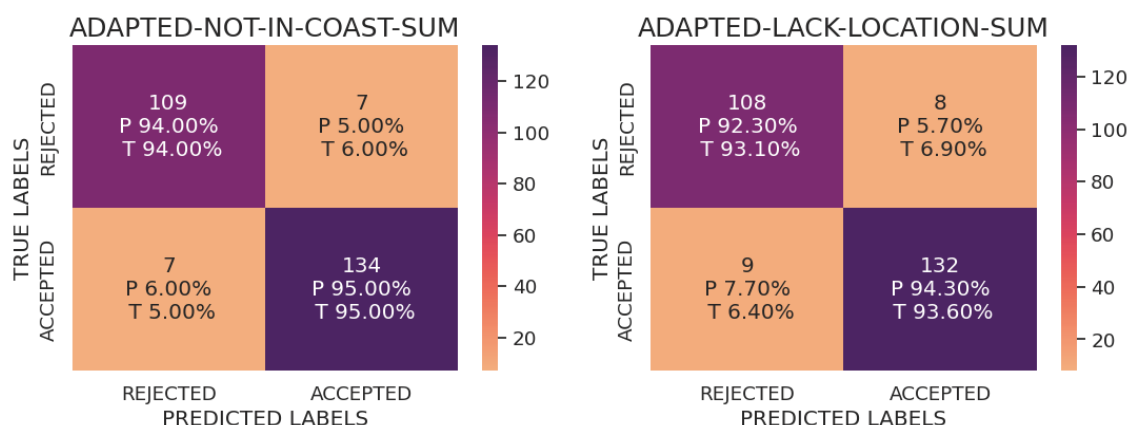 ADAPTED-NOT-IN-COAST-SUM
TRUE LABELS
REJECTED
ACCEPTED
109
P 94.00%
T 94.00%
7
P 5.00%
T 6.00%
7
P 6.00%
T 5.00%
134
P 95.00%
T 95.00%
REJECTED
ACCEPTED
PREDICTED LABELS
120
100
80
60
40
20
ADAPTED-LACK-LOCATION-SUM
TRUE LABELS
REJECTED
ACCEPTED
108
P 92.30%
T 93.10%
8
P 5.70%
T 6.90%
9
P 7.70%
T 6.40%
132
P 94.30%
T 93.60%
REJECTED
ACCEPTED
PREDICTED LABELS
120
100
80
60
40
20